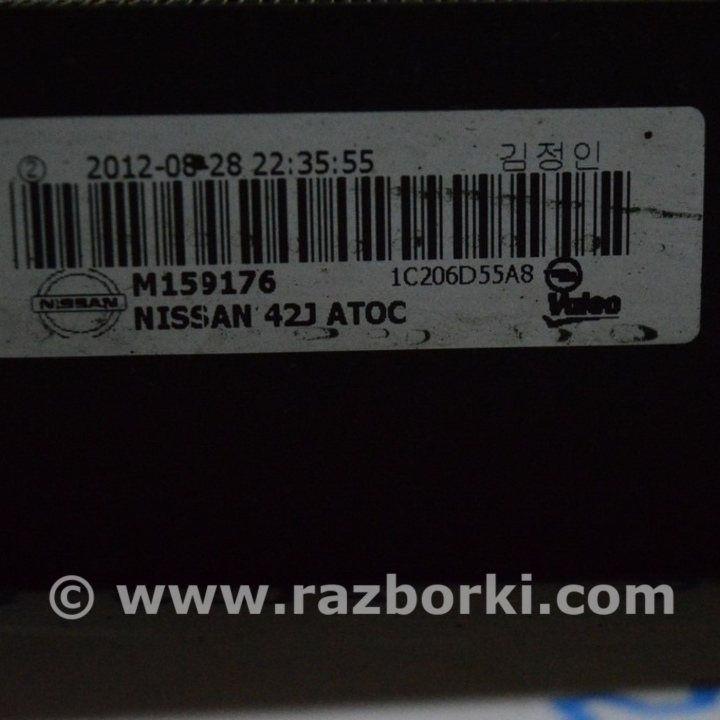 ② 2012-08-28 22:35:55 김정인
M159176 1C206D55A8
NISSAN
NISSAN 42J ATOC
Valeo
© www.razborki.com